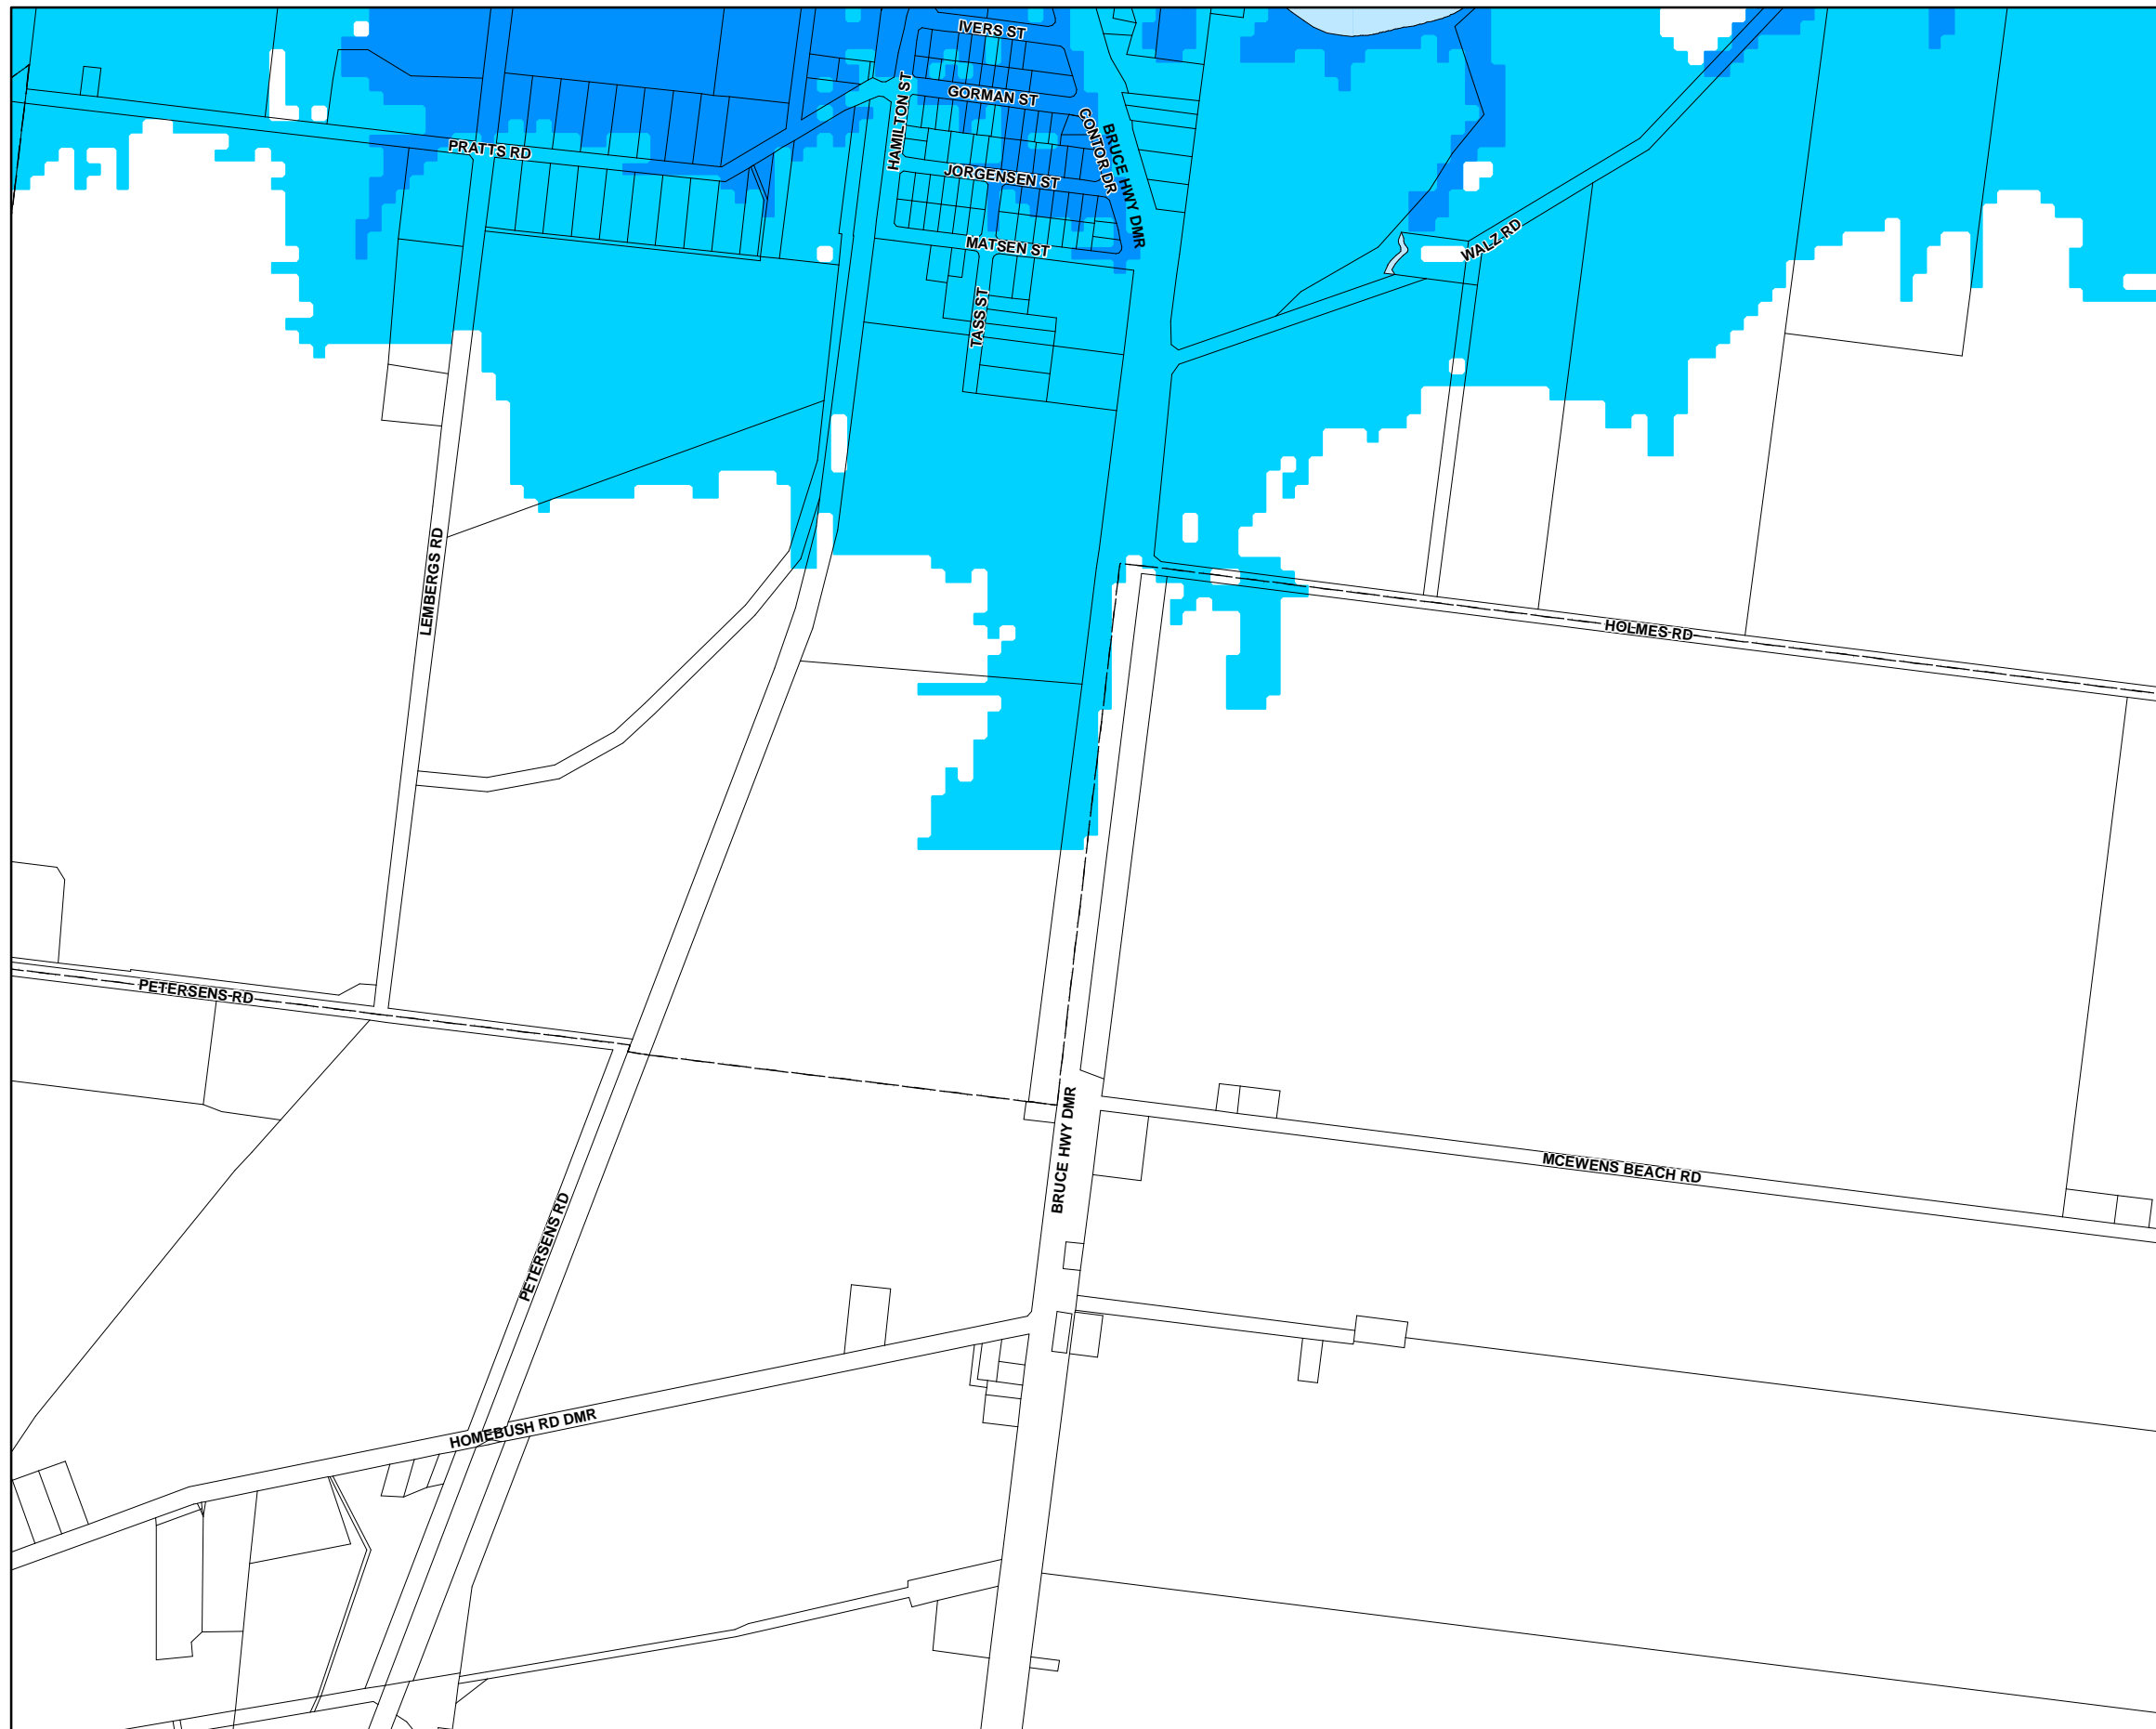 IVERS ST
GORMAN ST
HAMILTON ST
CONTOR DR
BRUCE HWY DMR
PRATTS RD
JORGENSEN ST
MATSEN ST
WALZ RD
TASS ST
LEMBERGS RD
HOLMES RD
PETERSENS RD
BRUCE HWY DMR
MCEWENS BEACH RD
PETERSENS RD
HOMEBUSH RD DMR